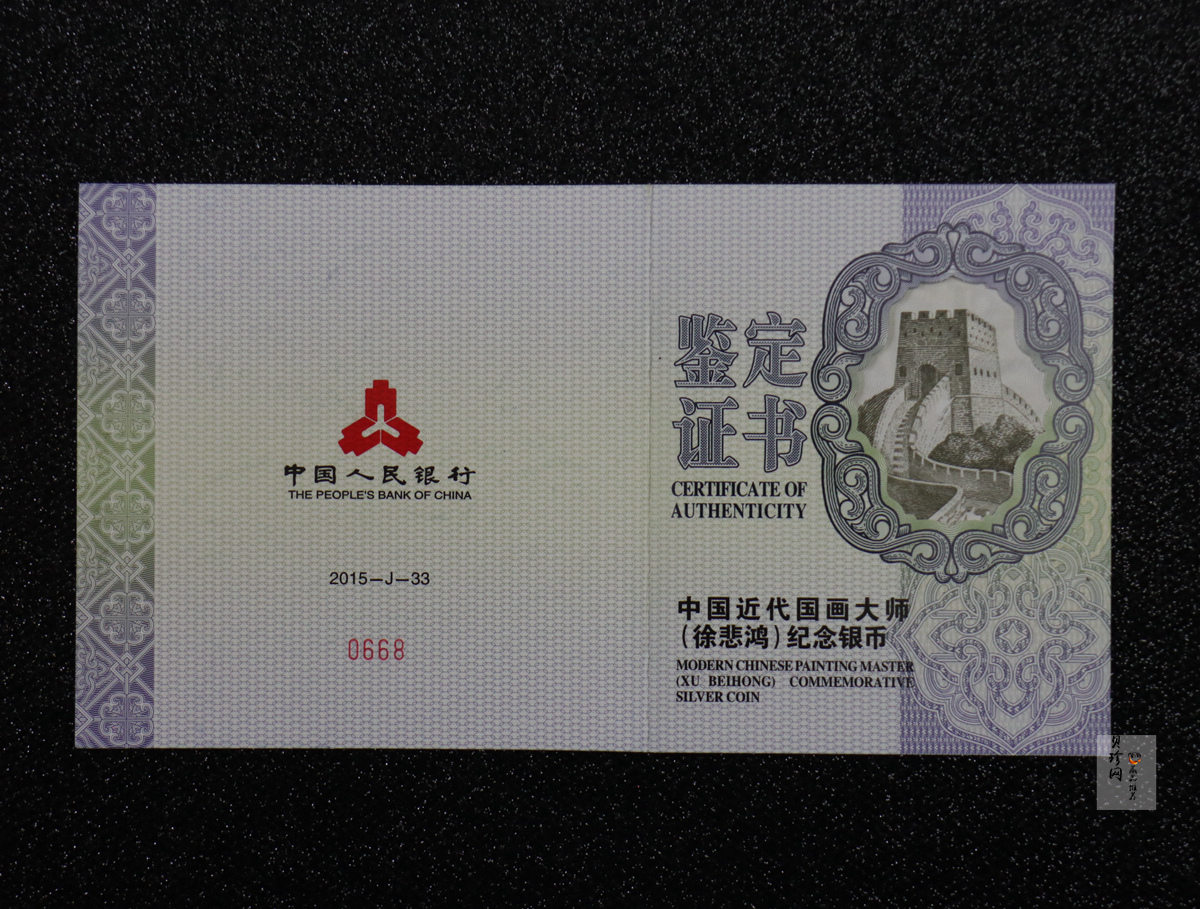 中国人民银行
THE PEOPLE'S BANK OF CHINA
2015—J—33
0668
鉴定
证书
CERTIFICATE OF
AUTHENTICITY
中国近代国画大师
(徐悲鸿)纪念银币
MODERN CHINESE PAINTING MASTER
(XU BEIHONG) COMMEMORATIVE
SILVER COIN